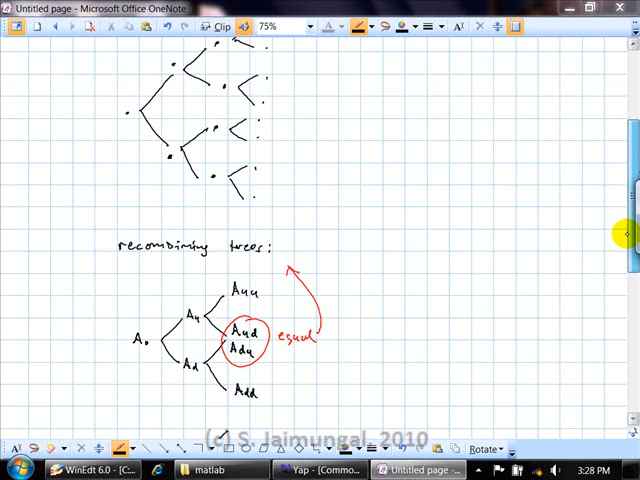 Untitled page - Microsoft Office OneNote
Clip
75%
recombining trees:
Auu
Au
Aud
A₀
equal
Adu
Ad
Add
(c) S. Jaimungal, 2010
Rotate
WinEdt 6.0 - [C...
matlab
Yap - [Commo...
Untitled page -...
3:28 PM